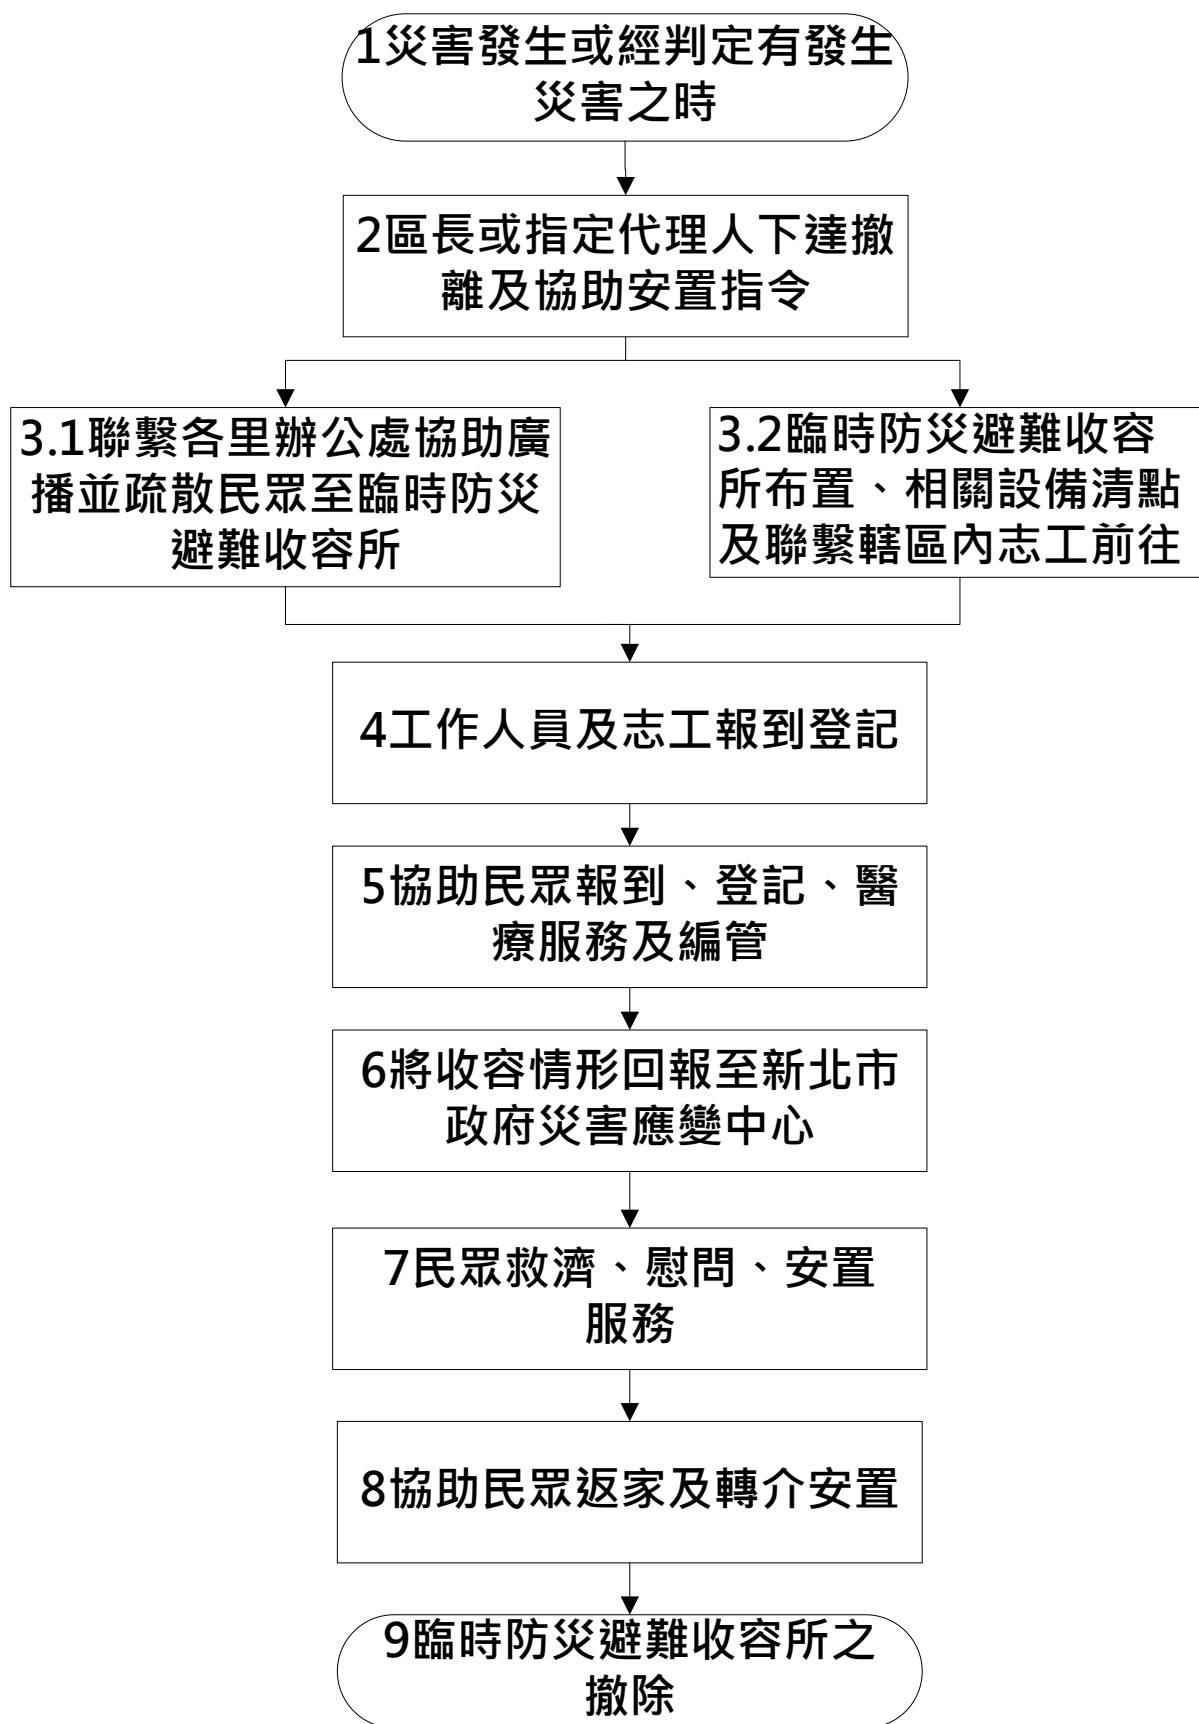 1災害發生或經判定有發生
災害之時
2區長或指定代理人下達撤
離及協助安置指令
3.1聯繫各里辦公處協助廣
播並疏散民眾至臨時防災
避難收容所
3.2臨時防災避難收容
所布置、相關設備清點
及聯繫轄區內志工前往
4工作人員及志工報到登記
5協助民眾報到、登記、醫
療服務及編管
6將收容情形回報至新北市
政府災害應變中心
7民眾救濟、慰問、安置
服務
8協助民眾返家及轉介安置
9臨時防災避難收容所之
撤除